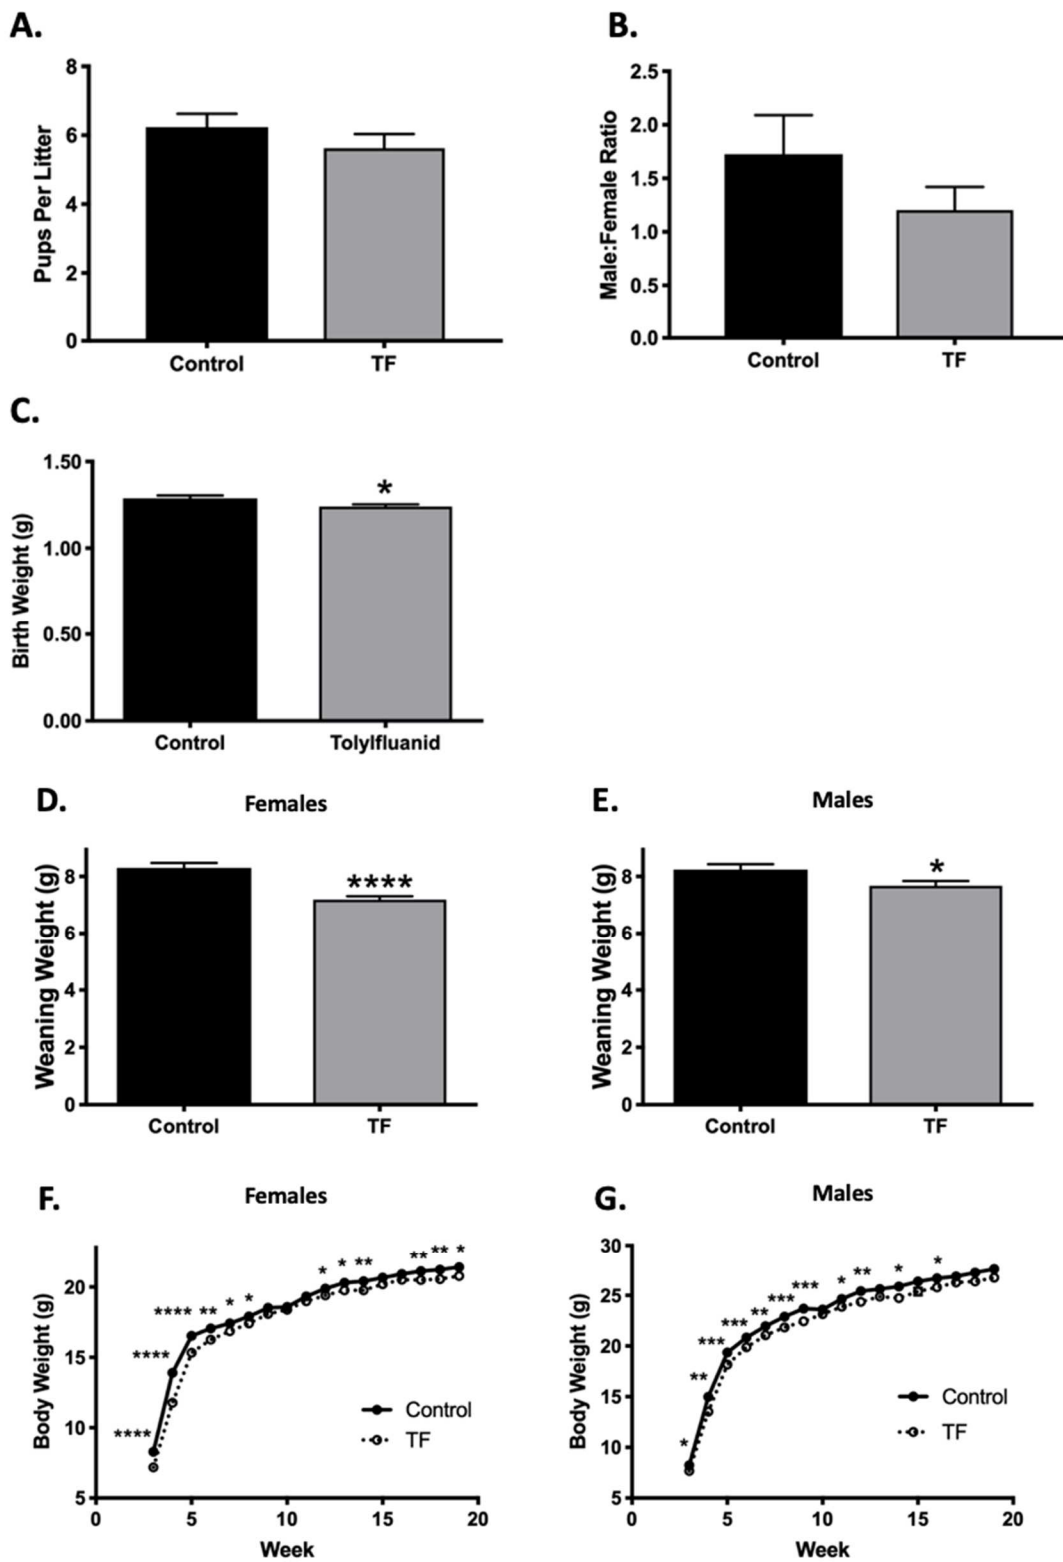 A.
8
6
4
2
0
Pups Per Litter
Control
TF
B.
2.5
2.0
1.5
1.0
0.5
0.0
Male:Female Ratio
Control
TF
C.
1.50
1.00
0.50
0.00
Birth Weight (g)
*
Control
Tolylfluanid
D.
Females
8
6
4
2
0
Weaning Weight (g)
****
Control
TF
E.
Males
8
6
4
2
0
Weaning Weight (g)
*
Control
TF
F.
Females
20
15
10
5
Body Weight (g)
****
****
****
**
*
*
*
*
**
**
**
*
Control
TF
0
5
10
15
20
Week
G.
Males
30
25
20
15
10
5
Body Weight (g)
*
**
***
***
**
***
***
*
**
*
*
Control
TF
0
5
10
15
20
Week